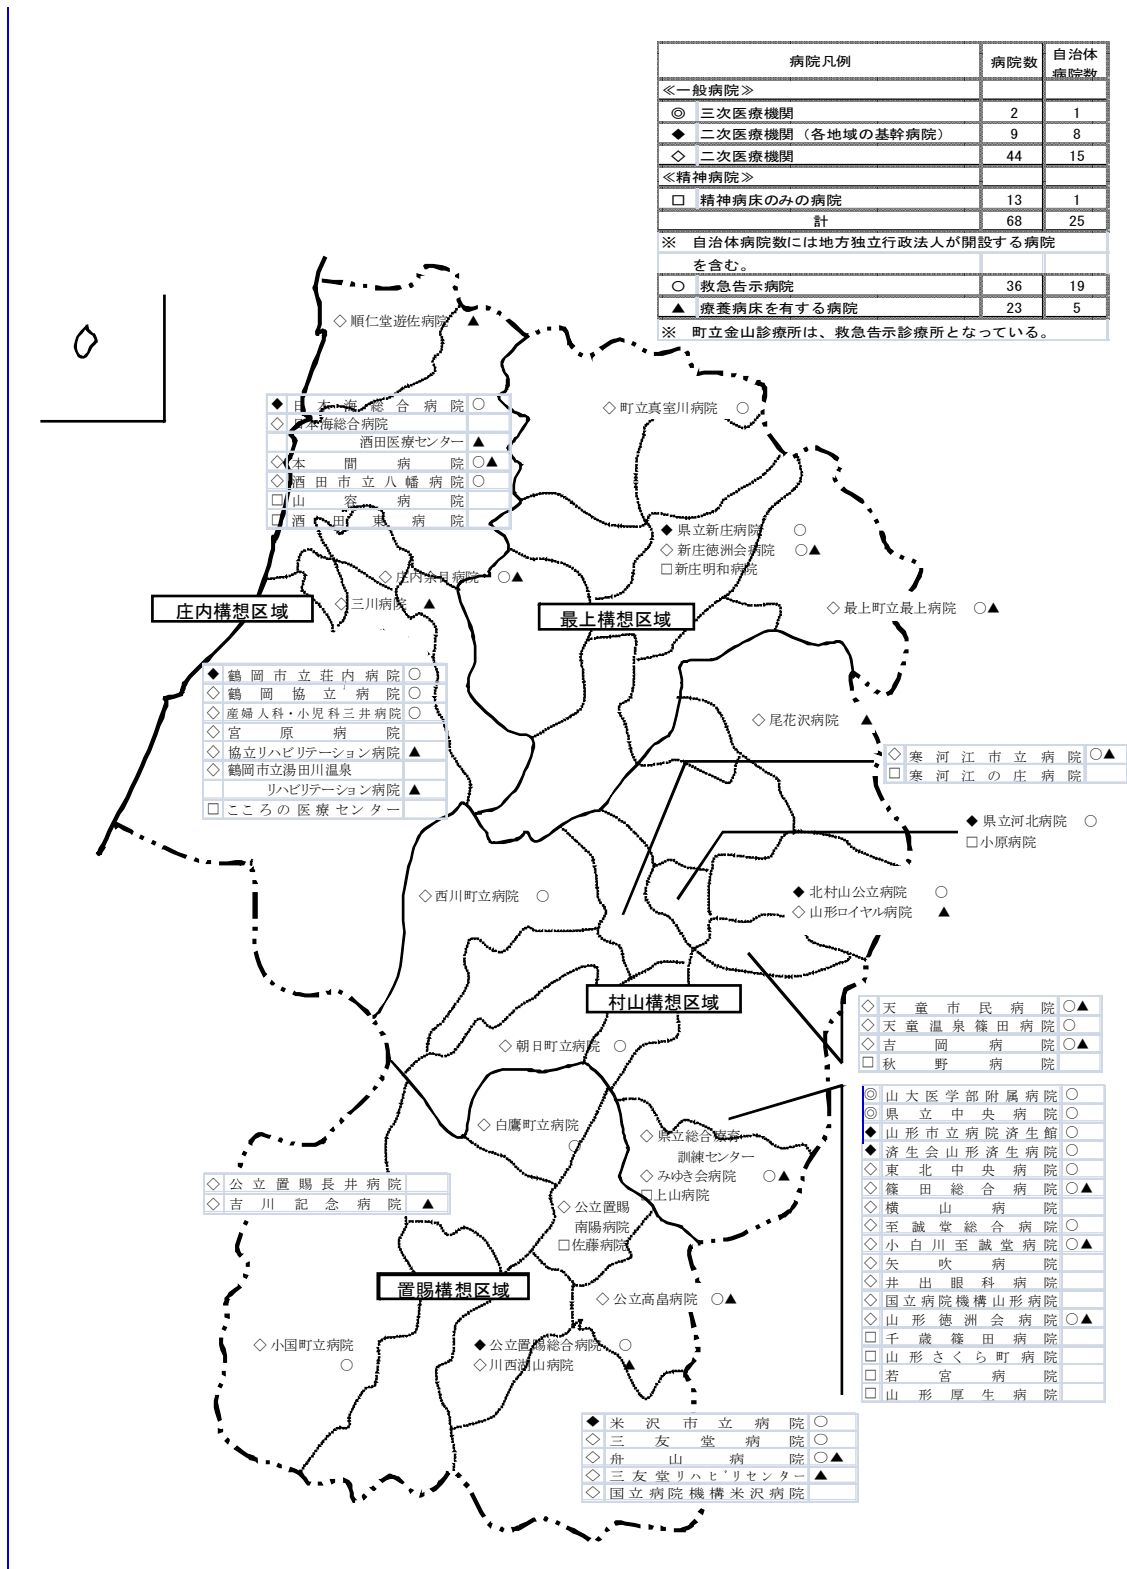 病院凡例 病院数 自治体病院数
≪一般病院≫
◎ 三次医療機関 2 1
◆ 二次医療機関（各地域の基幹病院） 9 8
◇ 二次医療機関 44 15
≪精神病院≫
□ 精神病床のみの病院 13 1
計 68 25
※ 自治体病院数には地方独立行政法人が開設する病院
を含む。
○ 救急告示病院 36 19
▲ 療養病床を有する病院 23 5
※ 町立金山診療所は、救急告示診療所となっている。
◇ 順仁堂遊佐病院 ▲
◆ 日本海総合病院 ○
◇ 日本海総合病院
酒田医療センター ▲
◇ 本間病院 ○▲
◇ 酒田市立八幡病院 ○
□ 山容病院
□ 酒田東病院
◇ 町立真室川病院 ○
◆ 県立新庄病院 ○
◇ 新庄徳洲会病院 ○▲
□ 新庄明和病院
◇ 庄内余目病院 ○▲
◇ 三川病院 ▲
庄内構想区域
最上構想区域
◇ 最上町立最上病院 ○▲
◆ 鶴岡市立荘内病院 ○
◇ 鶴岡協立病院 ○
◇ 産婦人科・小児科三井病院 ○
◇ 宮原病院
◇ 協立リハビリテーション病院 ▲
◇ 鶴岡市立湯田川温泉
リハビリテーション病院 ▲
□ こころの医療センター
◇ 尾花沢病院 ▲
◇ 寒河江市立病院 ○▲
□ 寒河江の庄病院
◆ 県立河北病院 ○
□ 小原病院
◇ 西川町立病院 ○
◆ 北村山公立病院 ○
◇ 山形ロイヤル病院 ▲
村山構想区域
◇ 天童市民病院 ○▲
◇ 天童温泉篠田病院 ○
◇ 吉岡病院 ○▲
□ 秋野病院
◇ 朝日町立病院 ○
◎ 山大医学部附属病院 ○
◎ 県立中央病院 ○
◆ 山形市立病院済生館 ○
◆ 済生会山形済生病院 ○
◇ 東北中央病院 ○
◇ 篠田総合病院 ○▲
◇ 横山病院
◇ 至誠堂総合病院 ○
◇ 小白川至誠堂病院 ○▲
◇ 矢吹病院
◇ 井出眼科病院
◇ 国立病院機構山形病院
◇ 山形徳洲会病院 ○▲
□ 千歳篠田病院
□ 山形さくら町病院
□ 若宮病院
□ 山形厚生病院
◇ 白鷹町立病院
○
◇ 県立総合療育
訓練センター
◇ みゆき会病院 ○▲
□ 上山病院
◇ 公立置賜長井病院
◇ 吉川記念病院 ▲
◇ 公立置賜
南陽病院
□ 佐藤病院
置賜構想区域
◇ 公立高畠病院 ○▲
◇ 小国町立病院
○
◆ 公立置賜総合病院 ○
◇ 川西湖山病院 ▲
◆ 米沢市立病院 ○
◇ 三友堂病院 ○
◇ 舟山病院 ○▲
◇ 三友堂リハビリセンター ▲
◇ 国立病院機構米沢病院